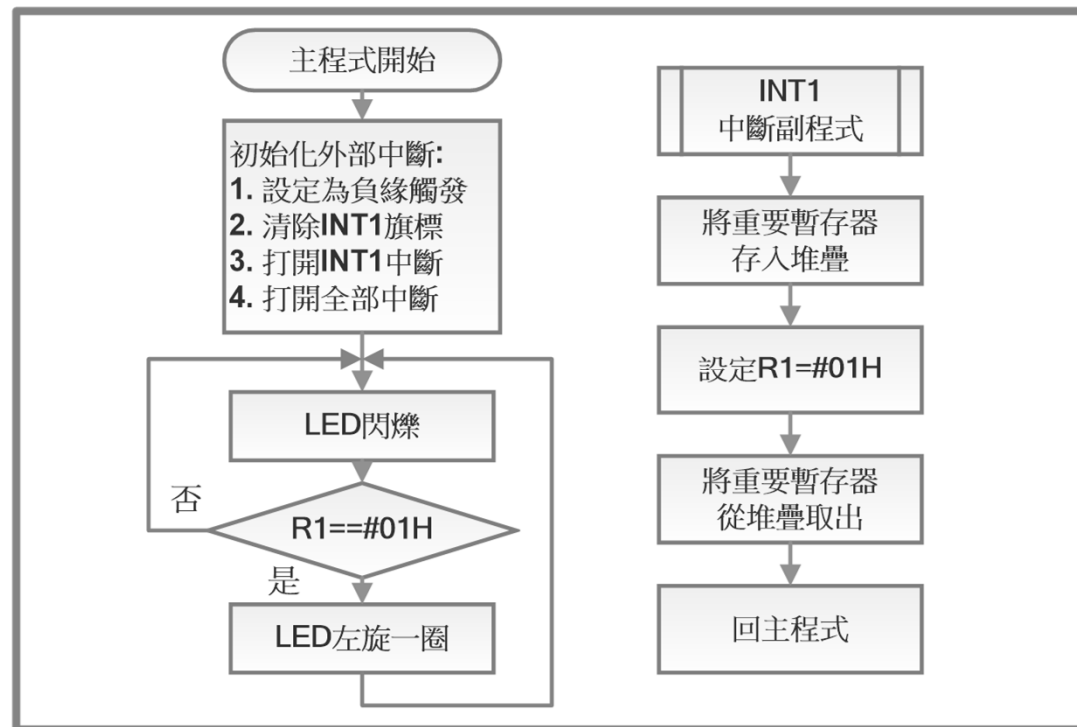 主程式開始
初始化外部中斷:
1. 設定為負緣觸發
2. 清除INT1旗標
3. 打開INT1中斷
4. 打開全部中斷
LED閃爍
否
R1==#01H
是
LED左旋一圈
INT1
中斷副程式
將重要暫存器
存入堆疊
設定R1=#01H
將重要暫存器
從堆疊取出
回主程式